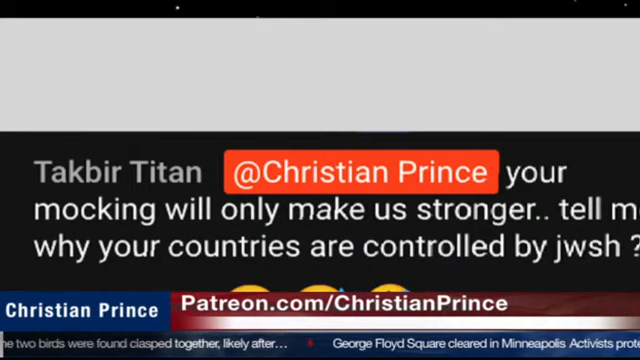 Takbir Titan @Christian Prince your
mocking will only make us stronger.. tell m
why your countries are controlled by jwsh ?
Christian Prince
Patreon.com/ChristianPrince
he two birds were found clasped together, likely after...
George Floyd Square cleared in Minneapolis Activists prote